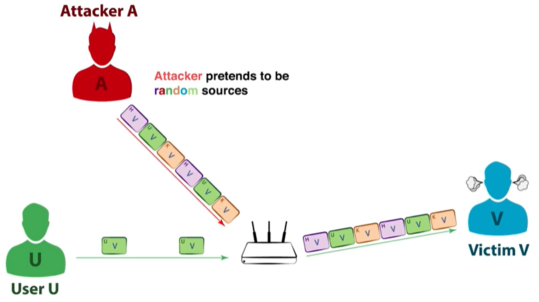 Attacker A
A
Attacker pretends to be
random sources
H V
U V
K V
H V
U V
K V
U
User U
U V
U V
H V
U V
K V
H V
U V
K V
V
Victim V